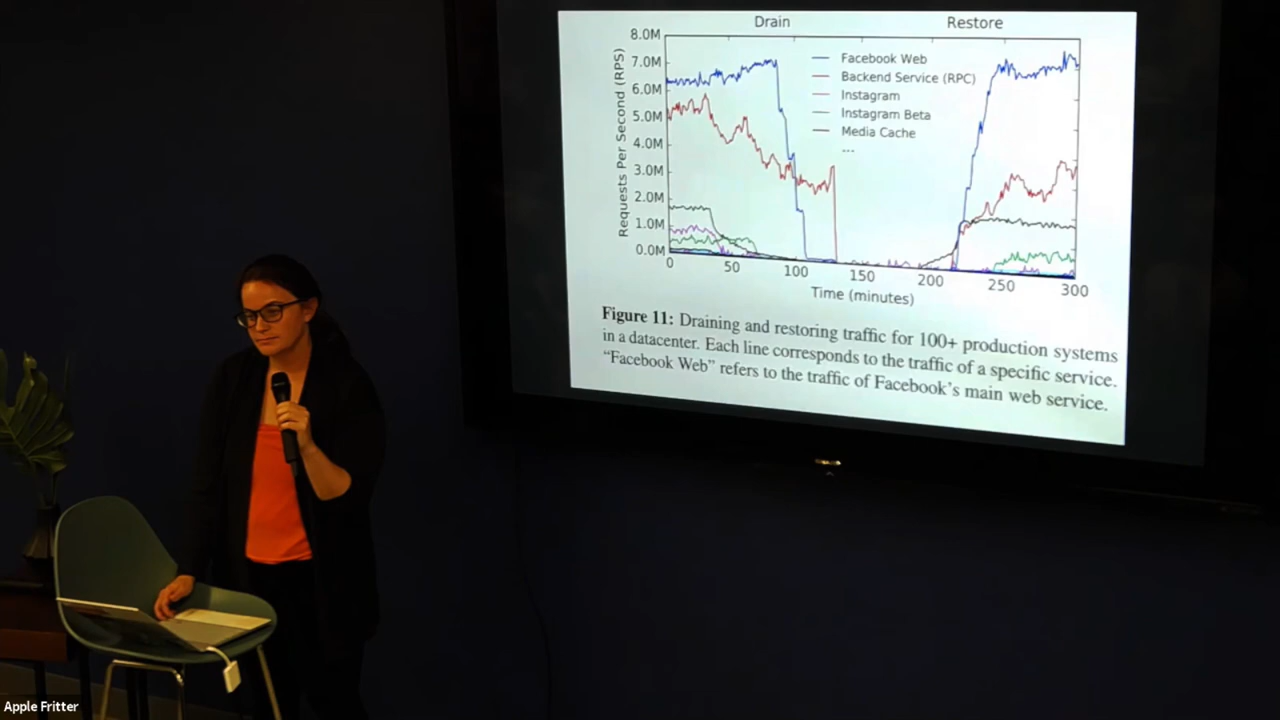 Drain Restore
8.0M
7.0M
6.0M
5.0M
4.0M
3.0M
2.0M
1.0M
0.0M
Requests Per Second (RPS)
Facebook Web
Backend Service (RPC)
Instagram
Instagram Beta
Media Cache
...
0 50 100 150 200 250 300
Time (minutes)
Figure 11: Draining and restoring traffic for 100+ production systems
in a datacenter. Each line corresponds to the traffic of a specific service.
“Facebook Web” refers to the traffic of Facebook’s main web service.
Apple Fritter